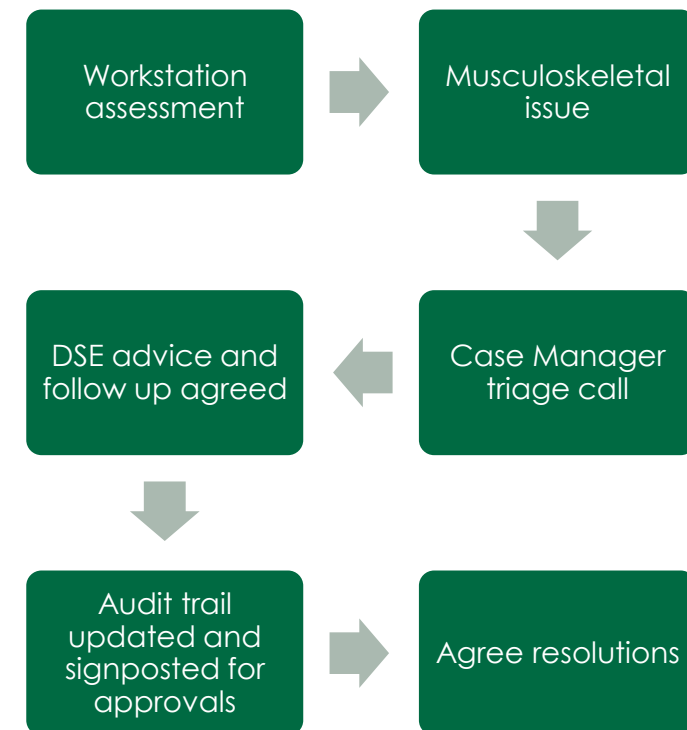 Workstation
assessment
Musculoskeletal
issue
Case Manager
triage call
DSE advice and
follow up agreed
Audit trail
updated and
signposted for
approvals
Agree resolutions